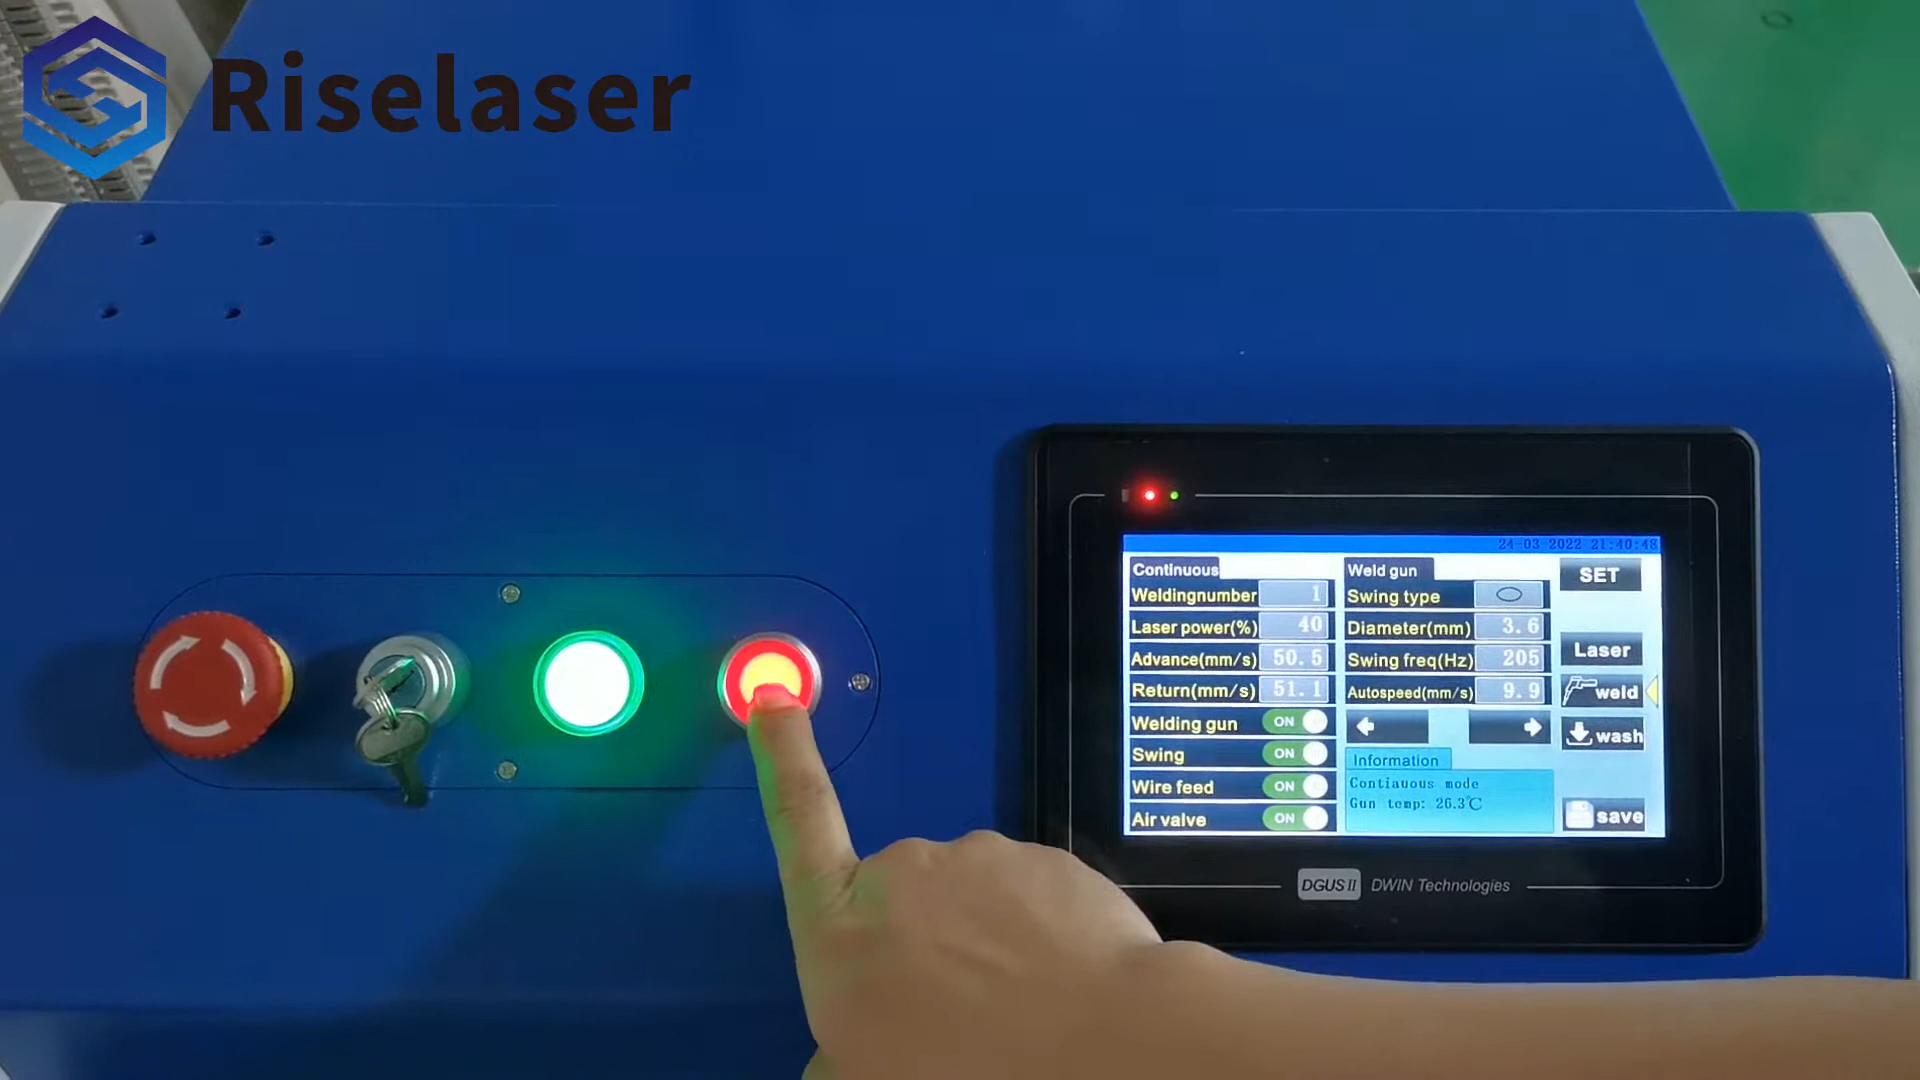 Riselaser
24-03-2022 21:40:48
Continuous
Weldingnumber 1
Laser power(%) 40
Advance(mm/s) 50.5
Return(mm/s) 51.1
Welding gun ON
Swing ON
Wire feed ON
Air valve ON
Weld gun
Swing type
Diameter(mm) 3.6
Swing freq(Hz) 205
Autospeed(mm/s) 9.9
Information
Contiauous mode
Gun temp: 26.3℃
SET
Laser
weld
wash
save
DGUS II DWIN Technologies